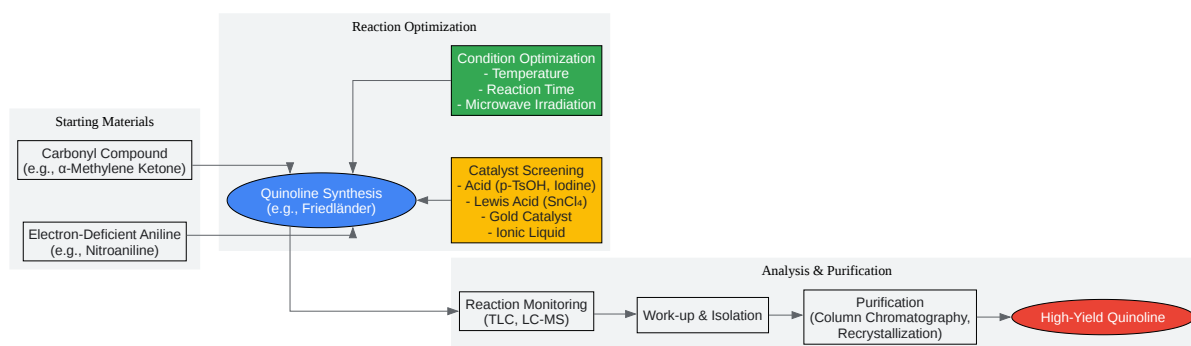 Reaction Optimization
Condition Optimization
- Temperature
- Reaction Time
- Microwave Irradiation
Starting Materials
Carbonyl Compound
(e.g., α-Methylene Ketone)
Catalyst Screening
- Acid (p-TsOH, Iodine)
- Lewis Acid (SnCl₄)
- Gold Catalyst
- Ionic Liquid
Quinoline Synthesis
(e.g., Friedländer)
Electron-Deficient Aniline
(e.g., Nitroaniline)
Analysis & Purification
Reaction Monitoring
(TLC, LC-MS)
Work-up & Isolation
Purification
(Column Chromatography,
Recrystallization)
High-Yield Quinoline